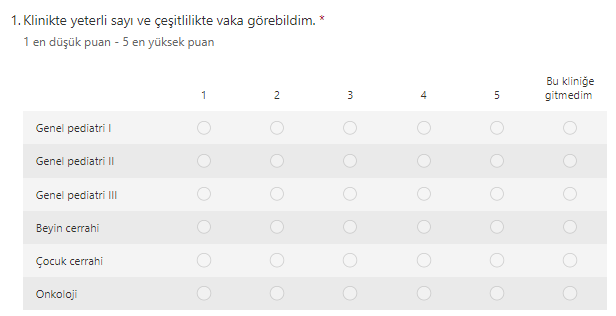 1. Klinikte yeterli sayı ve çeşitlilikte vaka görebildim. *
1 en düşük puan - 5 en yüksek puan
1 2 3 4 5 Bu kliniğe gitmedim
Genel pediatri I
Genel pediatri II
Genel pediatri III
Beyin cerrahi
Çocuk cerrahi
Onkoloji